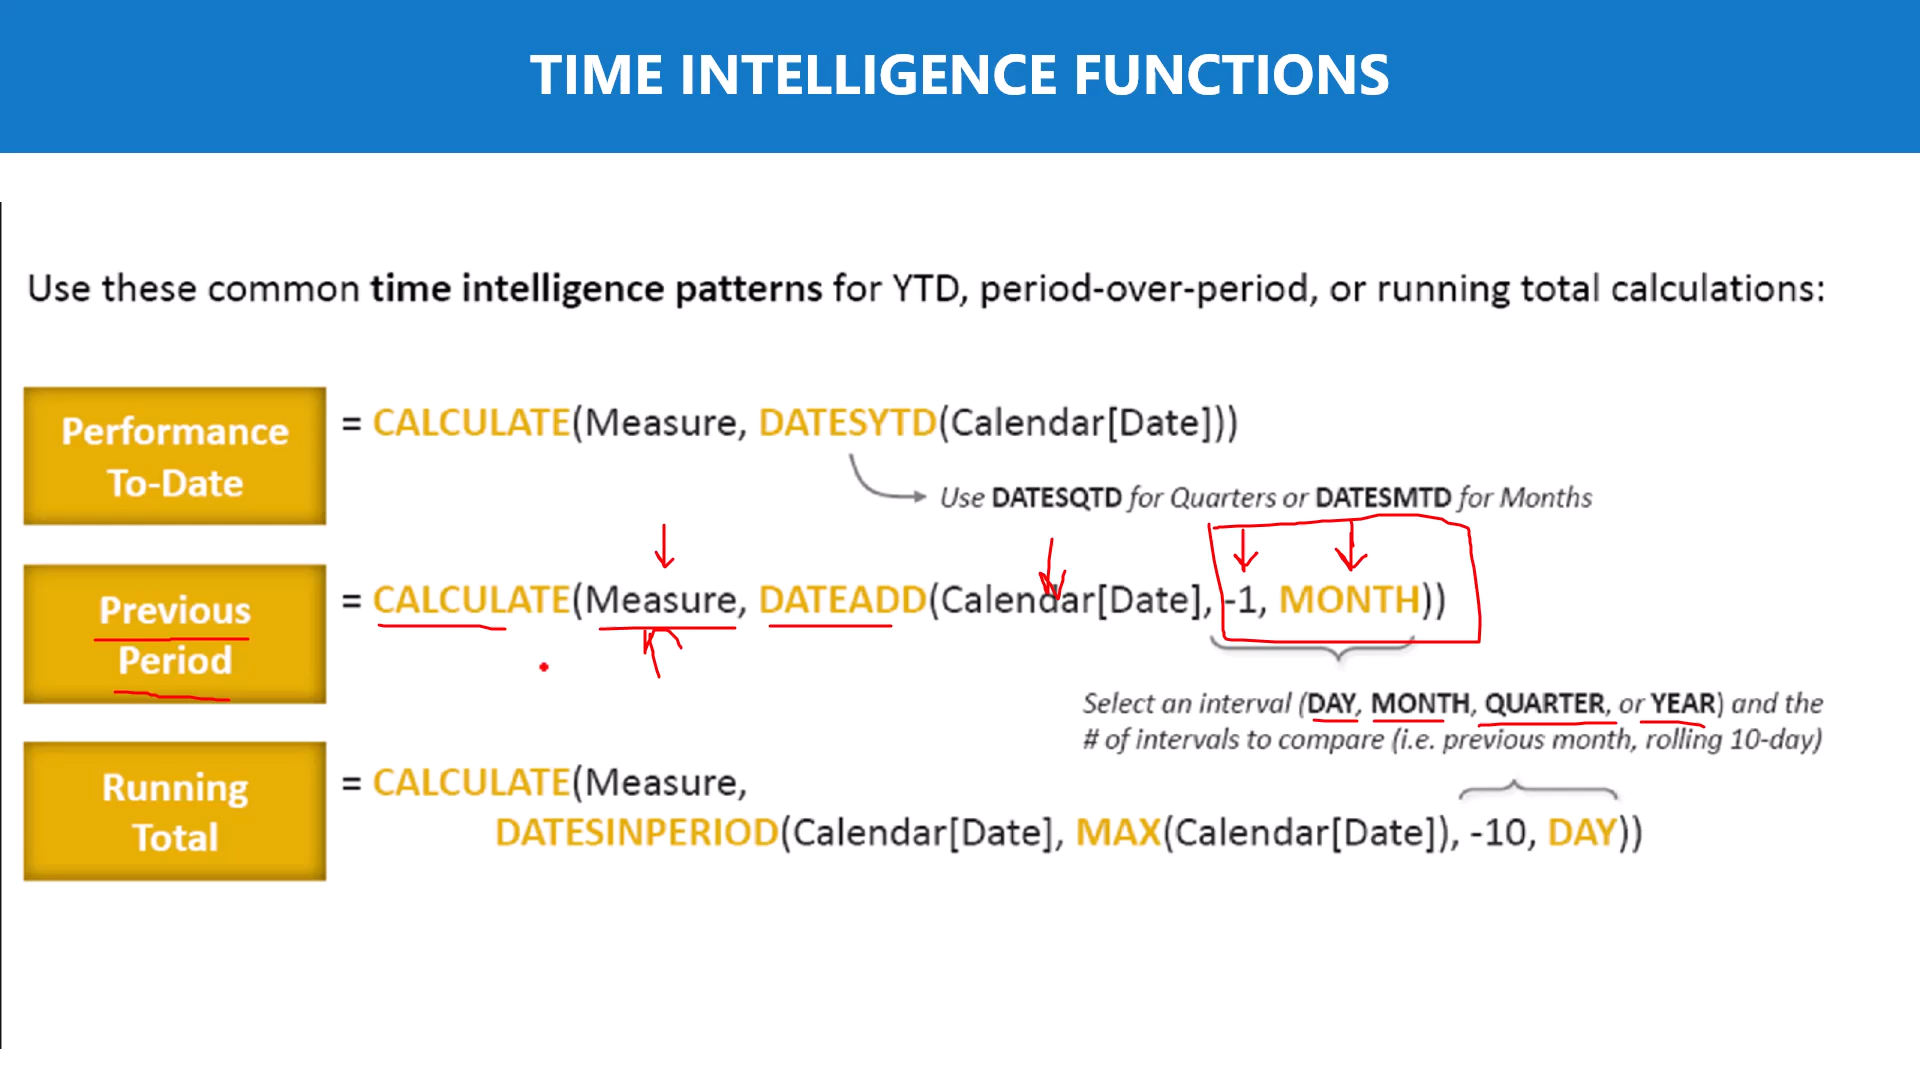 TIME INTELLIGENCE FUNCTIONS
Use these common time intelligence patterns for YTD, period-over-period, or running total calculations:
Performance
To-Date
= CALCULATE(Measure, DATESYTD(Calendar[Date]))
Use DATESQTD for Quarters or DATESMTD for Months
Previous
Period
= CALCULATE(Measure, DATEADD(Calendar[Date], -1, MONTH))
Select an interval (DAY, MONTH, QUARTER, or YEAR) and the
# of intervals to compare (i.e. previous month, rolling 10-day)
Running
Total
= CALCULATE(Measure,
DATESINPERIOD(Calendar[Date], MAX(Calendar[Date]), -10, DAY))